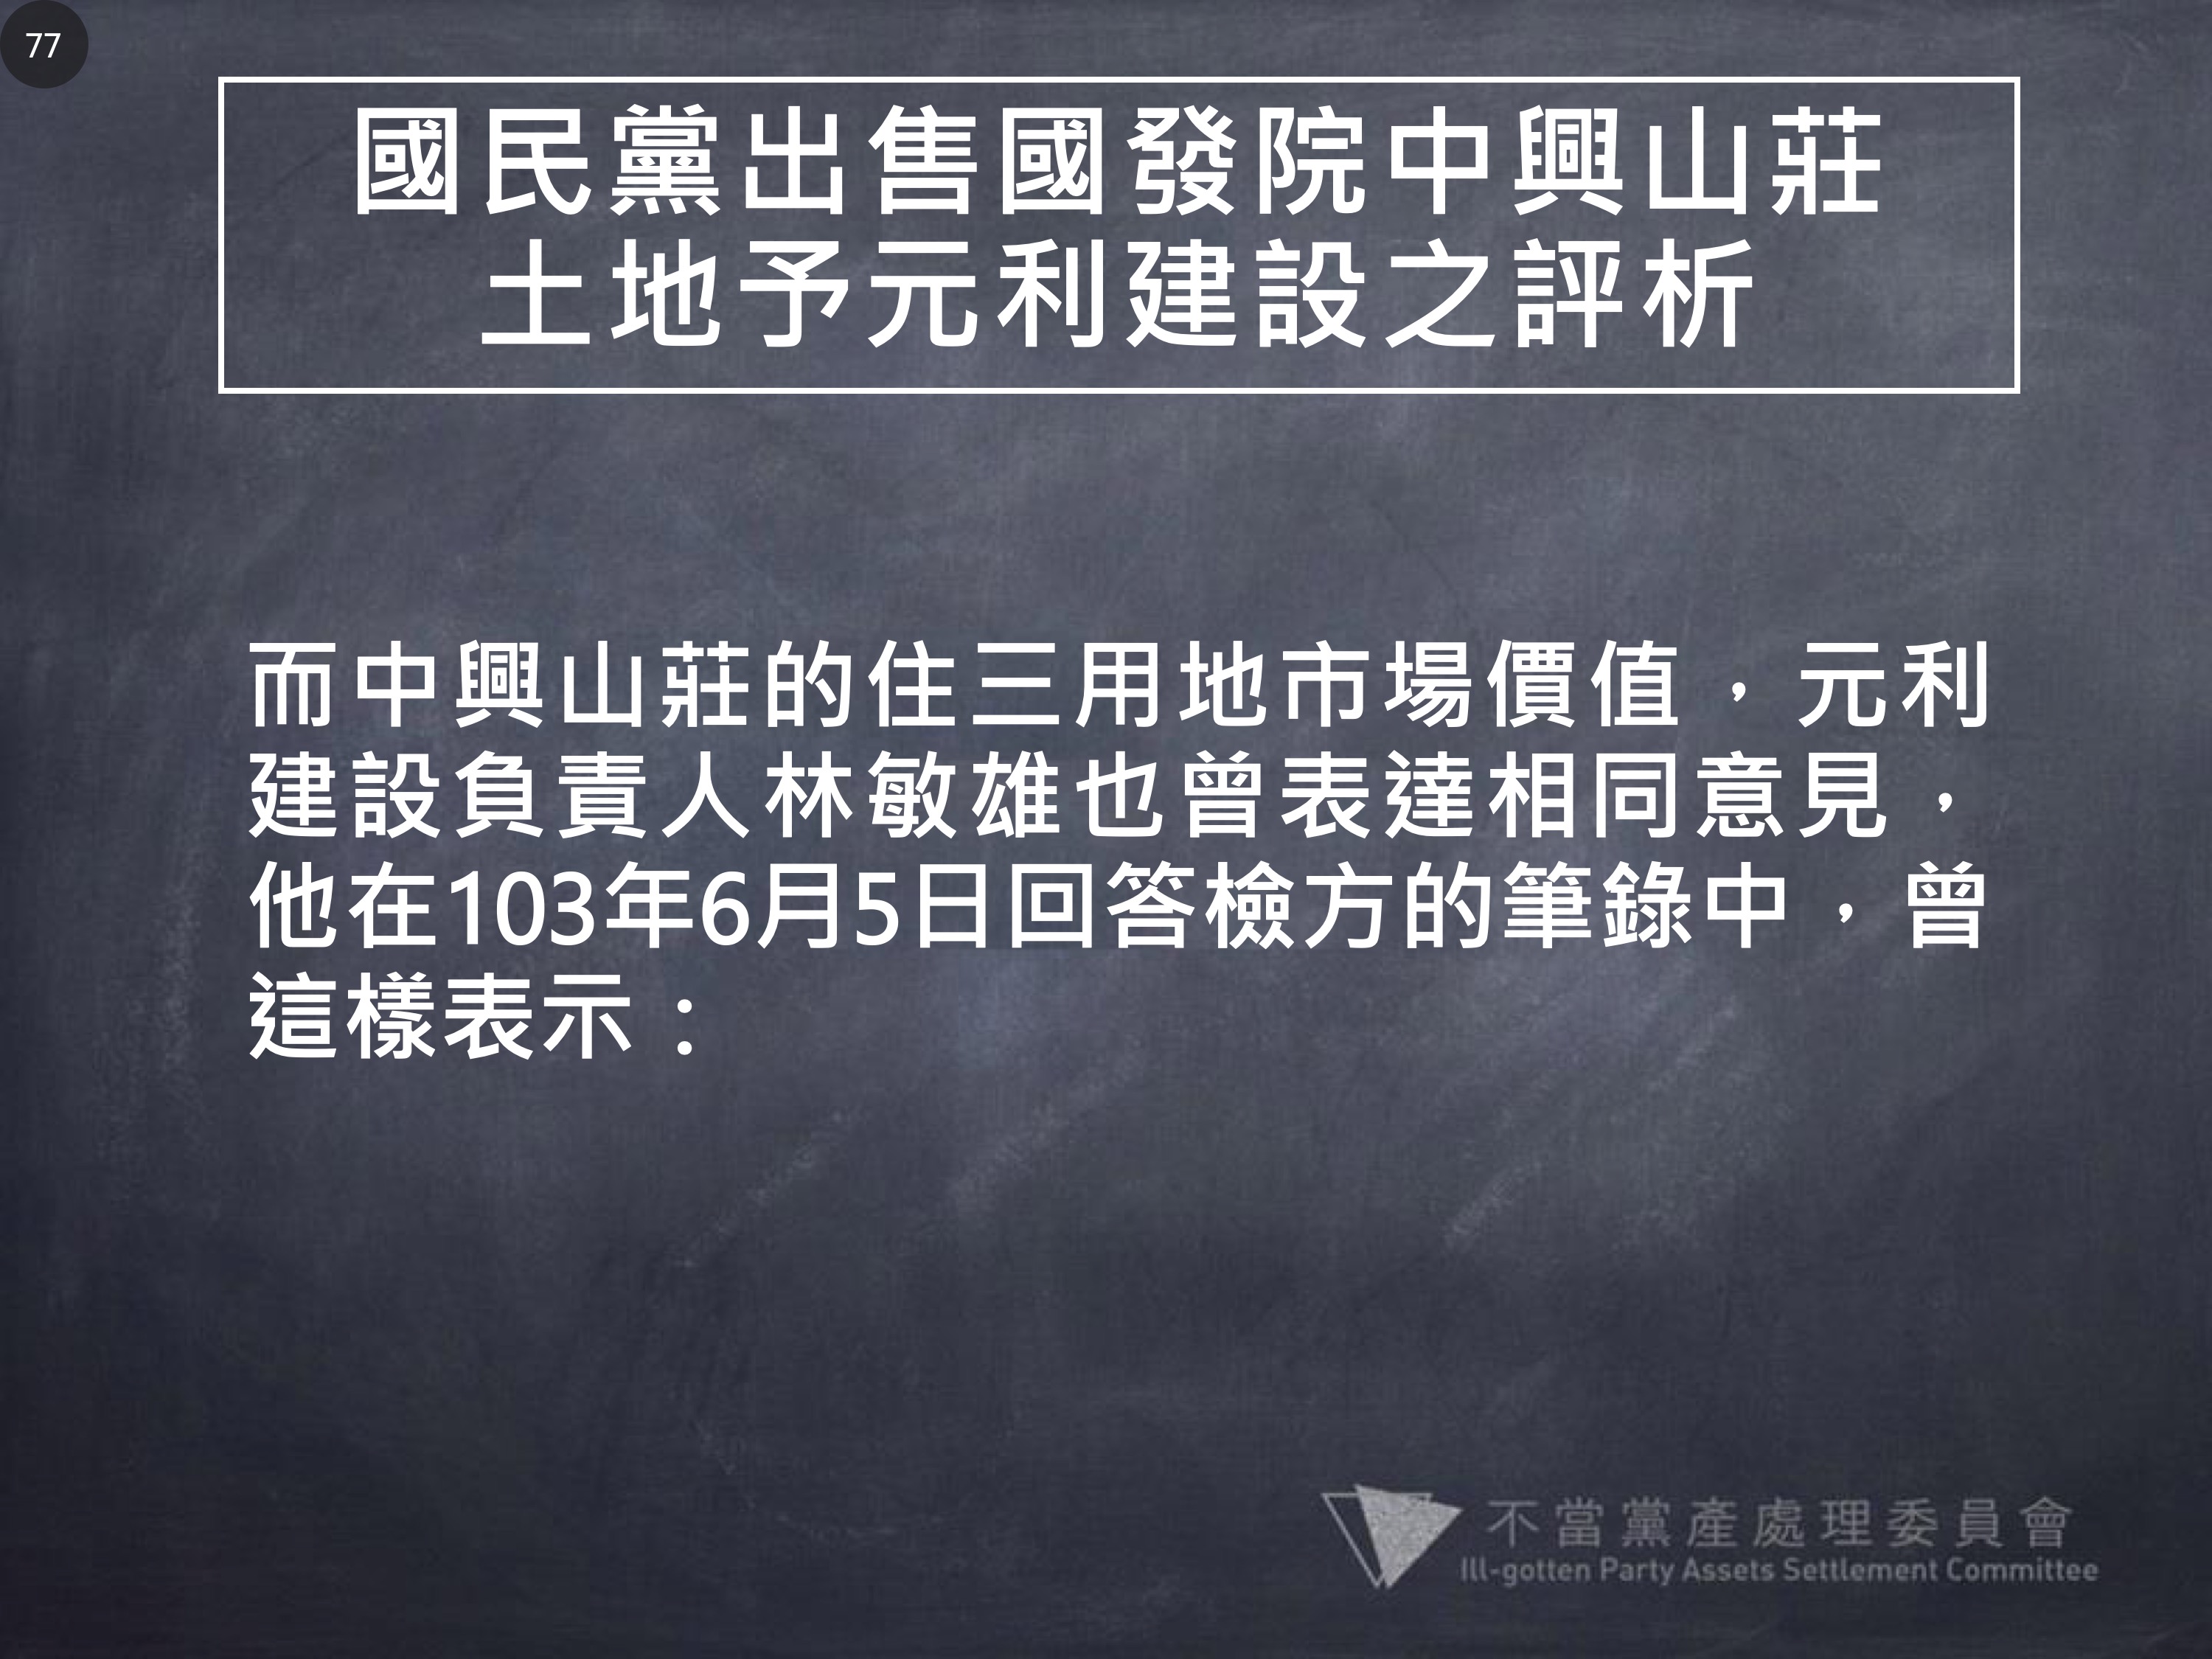 77
國民黨出售國發院中興山莊
土地予元利建設之評析
而中興山莊的住三用地市場價值，元利
建設負責人林敏雄也曾表達相同意見，
他在103年6月5日回答檢方的筆錄中，曾
這樣表示：
不當黨產處理委員會
Ill-gotten Party Assets Settlement Committee